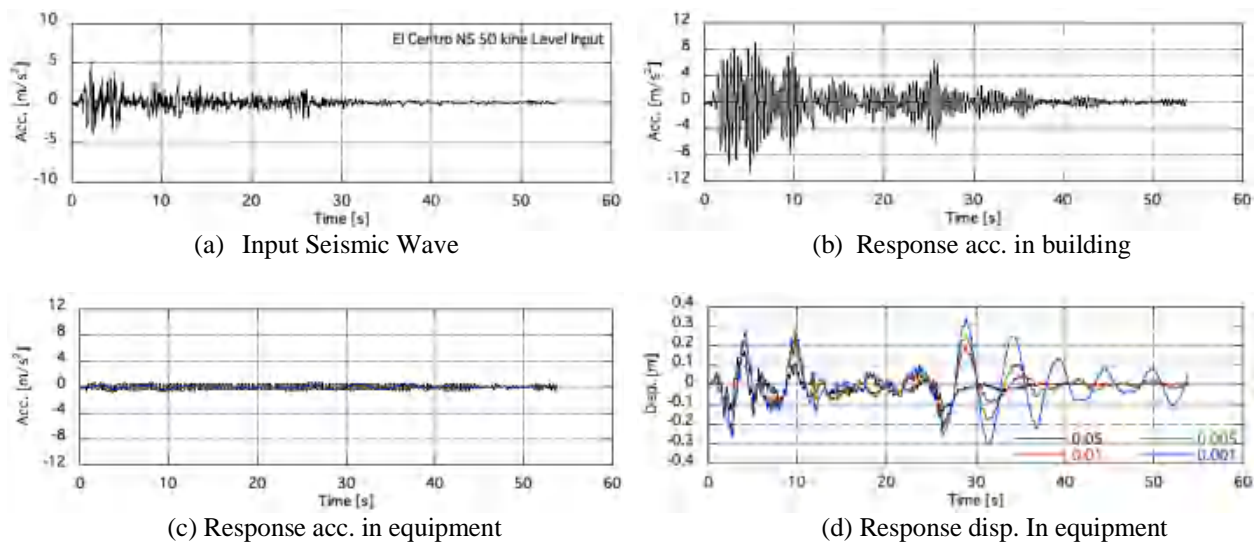 10
5
0
-5
-10
Acc. [m/s²]
El Centro NS 50 kine Level Input
0 10 20 30 40 50 60
Time [s]
(a) Input Seismic Wave
12
8
4
0
-4
-8
-12
Acc. [m/s²]
0 10 20 30 40 50 60
Time [s]
(b) Response acc. in building
12
8
4
0
-4
-8
-12
Acc. [m/s²]
0 10 20 30 40 50 60
Time [s]
(c) Response acc. in equipment
0.4
0.3
0.2
0.1
0
-0.1
-0.2
-0.3
-0.4
Disp. [m]
0.05 0.005
0.01 0.001
0 10 20 30 40 50 60
Time [s]
(d) Response disp. In equipment